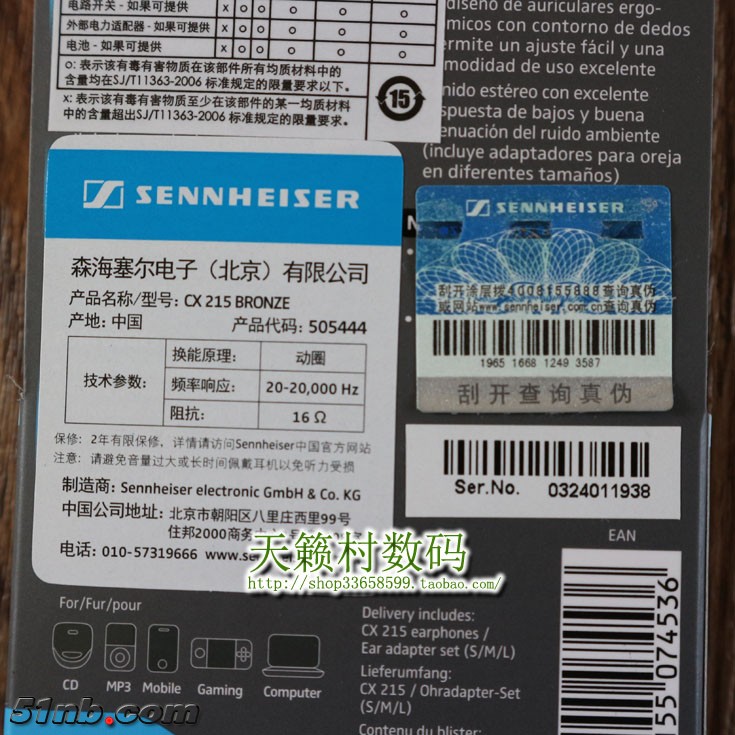 电路开关 - 如果可提供 x o o o o o
外部电力适配器 - 如果可提供 x o o o o o
电池 - 如果可提供 x o o o o o
o: 表示该有毒有害物质在该部件所有均质材料中的
含量均在SJ/T11363-2006 标准规定的限量要求以下。
x: 表示该有毒有害物质至少在该部件的某一均质材料
中的含量超出SJ/T11363-2006 标准规定的限量要求。
15
diseño de auriculares ergo-
micos con contorno de dedos
ermite un ajuste fácil y una
modidad de uso excelente
nido estéreo con excelente
spuesta de bajos y buena
enuación del ruido ambiente
(incluye adaptadores para oreja
en diferentes tamaños)
SENNHEISER
森海塞尔电子（北京）有限公司
产品名称/型号: CX 215 BRONZE
产地: 中国 产品代码: 505444
技术参数:
换能原理: 动圈
频率响应: 20-20,000 Hz
阻抗: 16 Ω
保修: 2年有限保修，详情请访问Sennheiser中国官方网站
注意: 请避免音量过大或长时间佩戴耳机以免听力受损
制造商: Sennheiser electronic GmbH & Co. KG
中国公司地址: 北京市朝阳区八里庄西里99号
住邦2000商务
电话: 010-57319666 www.se
SENNHEISER
刮开涂层拨4008155888查询真伪
或网站www.sennheiser.com.cn查询真伪
1965 1668 1249 3587
刮开查询真伪
Ser.No. 0324011938
EAN
55 074536
天籁村数码
http://shop33658599.taobao.com/
For/Fur/pour
CD MP3 Mobile Gaming Computer
Delivery includes:
CX 215 earphones /
Ear adapter set (S/M/L)
Lieferumfang:
CX 215 / Ohradapter-Set
(S/M/L)
Contenu du blister:
51nb.com